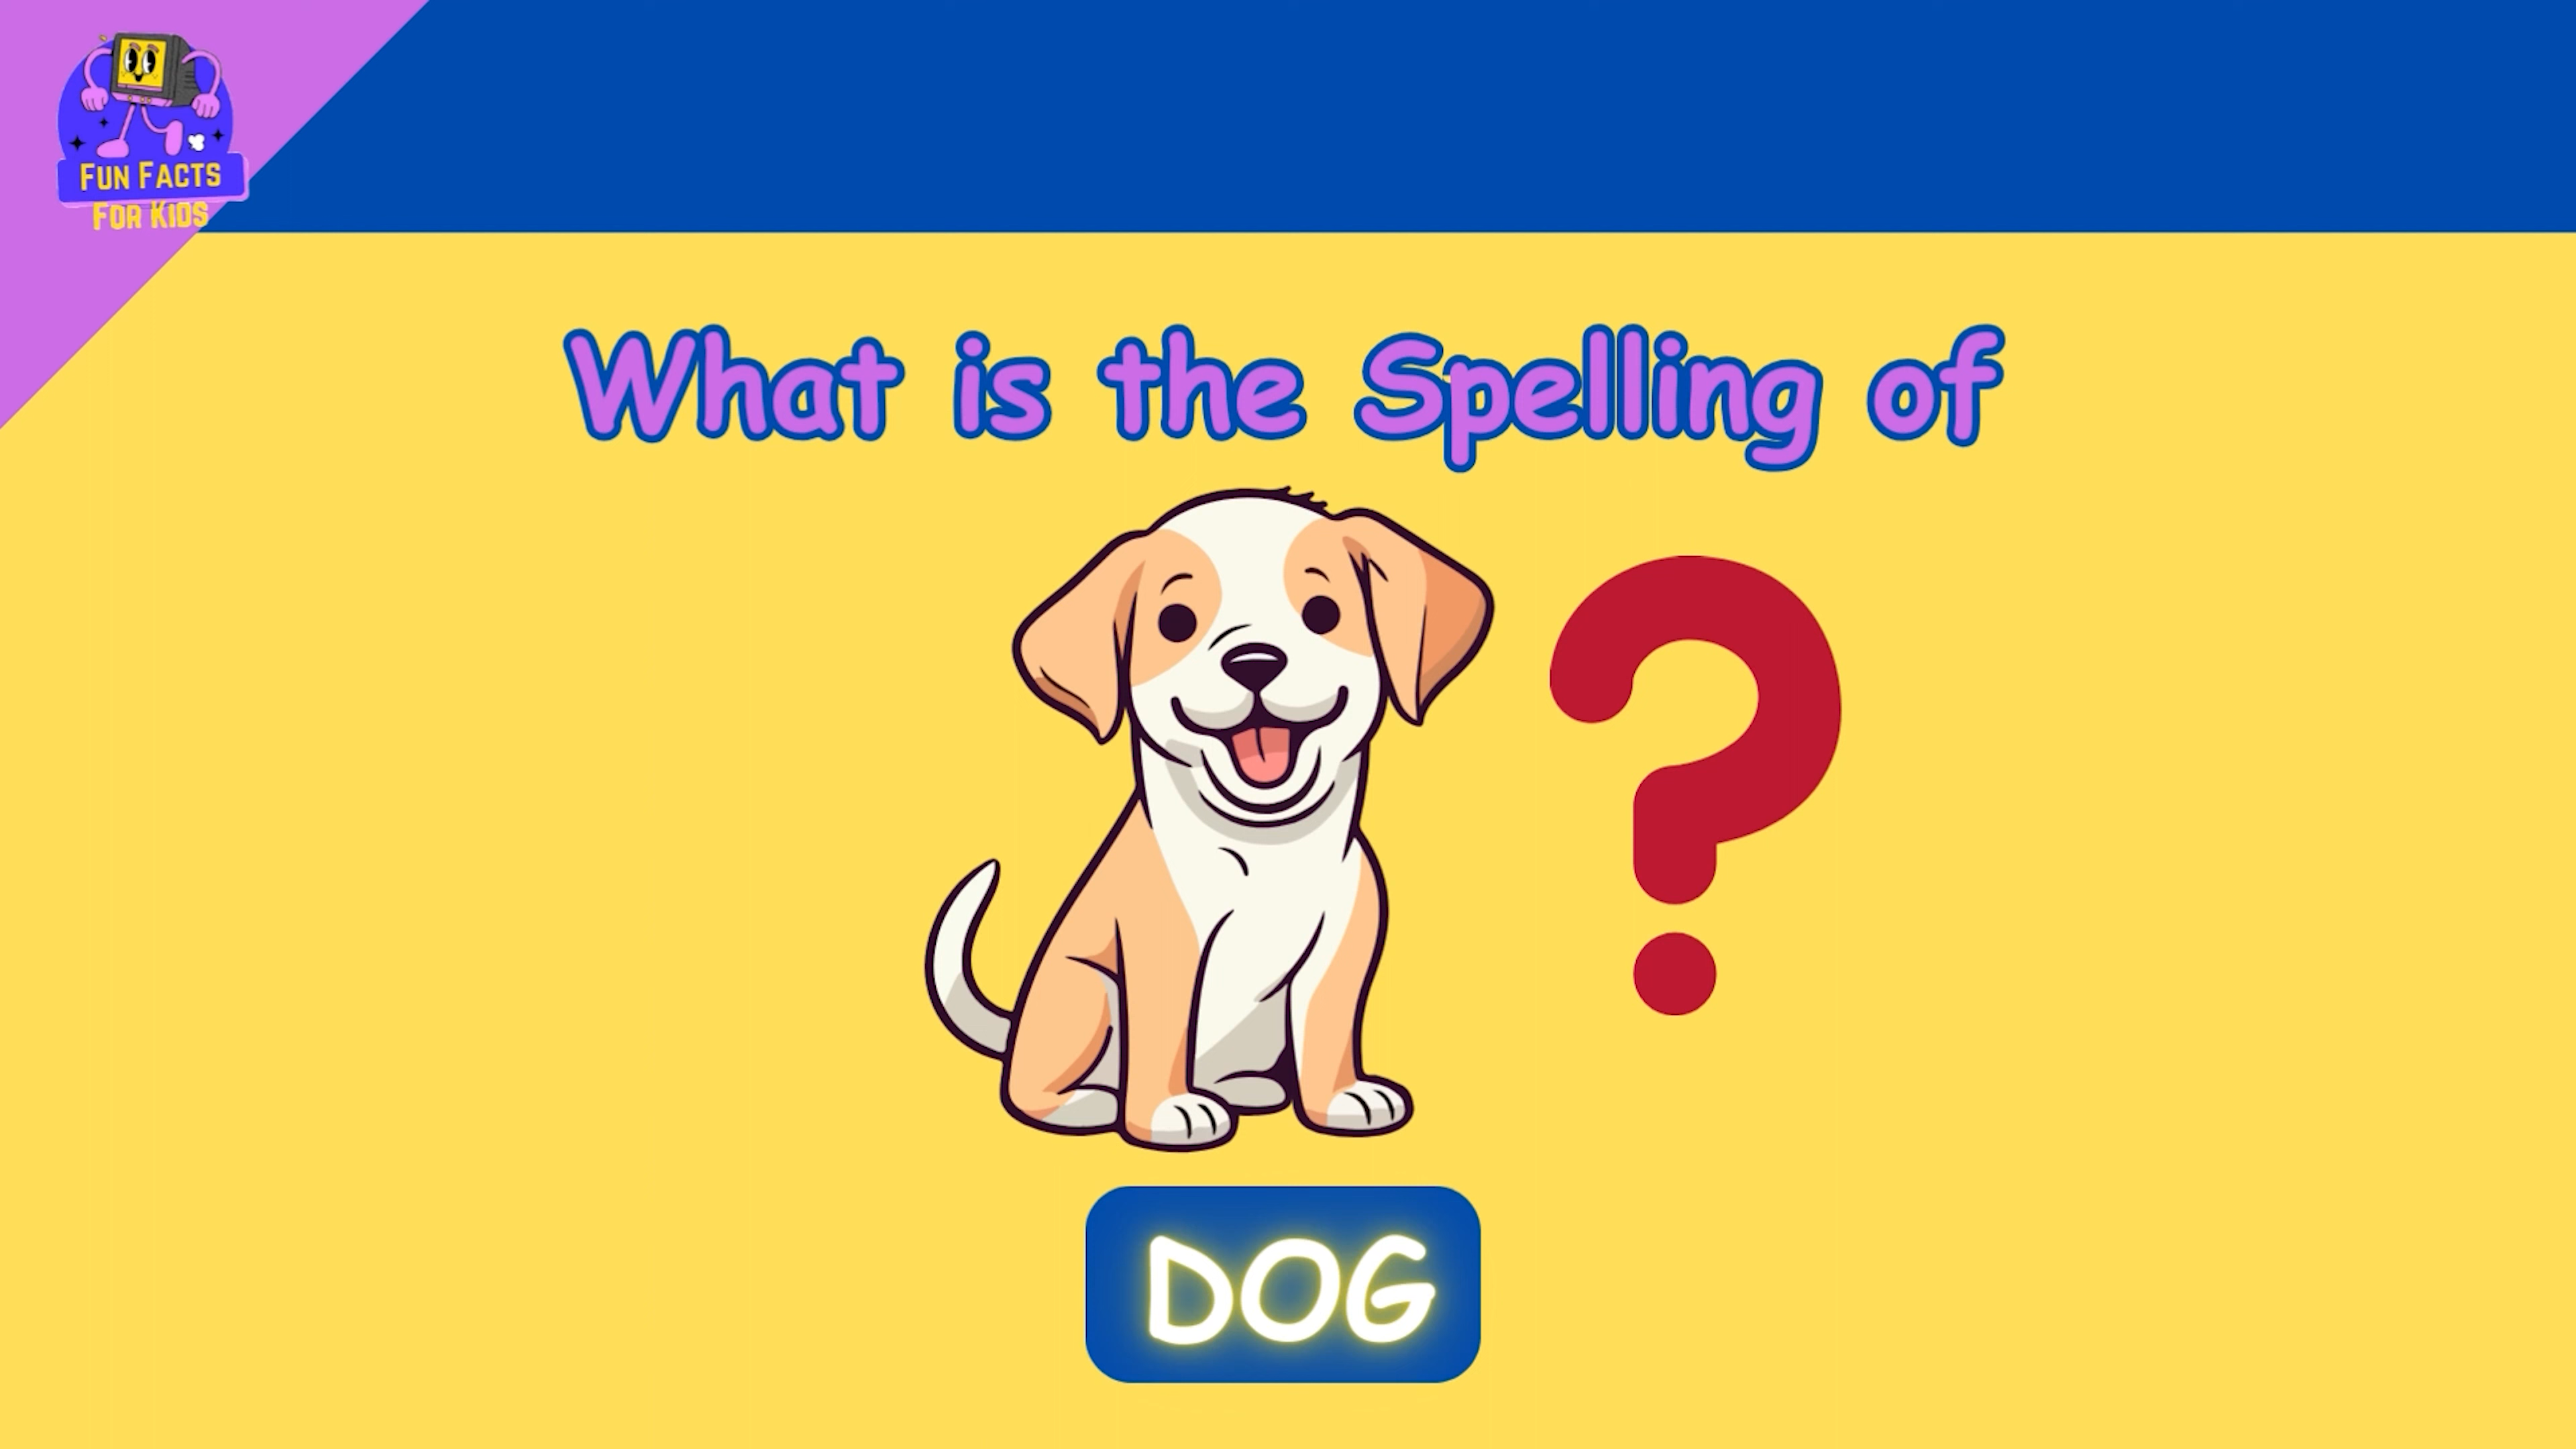 FUN FACTS
FOR KIDS
What is the Spelling of
?
DOG